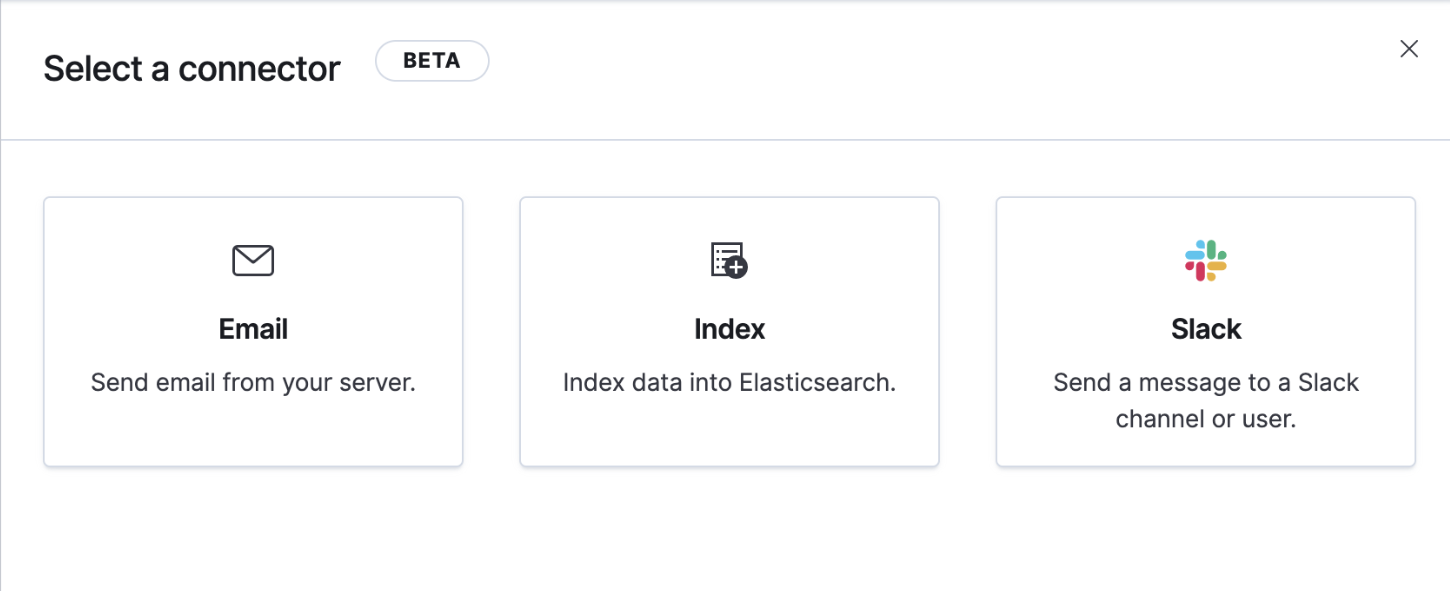 Select a connector
BETA
Email
Send email from your server.
Index
Index data into Elasticsearch.
Slack
Send a message to a Slack
channel or user.